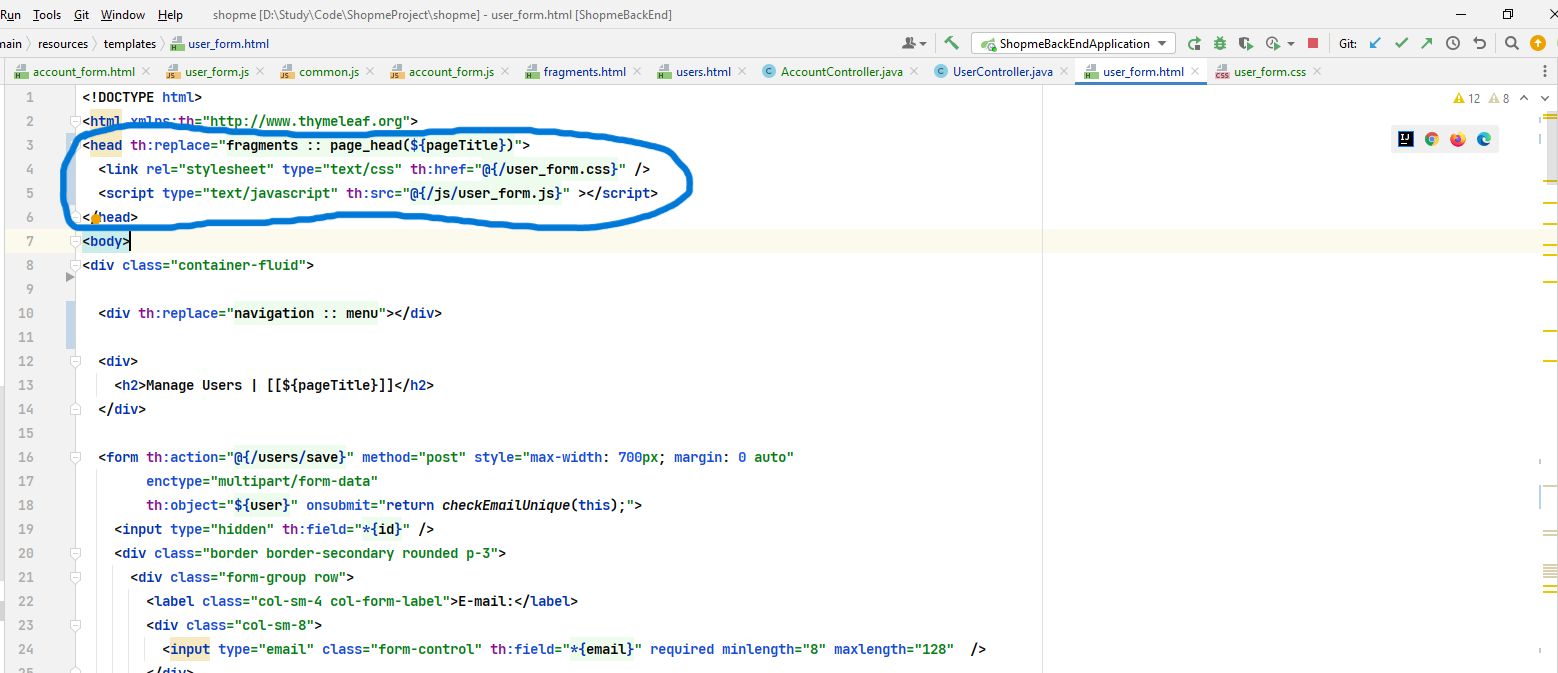 Run Tools Git Window Help shopme [D:\Study\Code\ShopmeProject\shopme] - user_form.html [ShopmeBackEnd]
main resources templates user_form.html ShopmeBackEndApplication Git:
account_form.html user_form.js common.js account_form.js fragments.html users.html AccountController.java UserController.java user_form.html user_form.css
12 8
1 <!DOCTYPE html>
2 <html xmlns:th="http://www.thymeleaf.org">
3 <head th:replace="fragments :: page_head(${pageTitle})">
4 <link rel="stylesheet" type="text/css" th:href="@{/user_form.css}" />
5 <script type="text/javascript" th:src="@{/js/user_form.js}" ></script>
6 </head>
7 <body>
8 <div class="container-fluid">
9
10 <div th:replace="navigation :: menu"></div>
11
12 <div>
13 <h2>Manage Users | [[${pageTitle}]]</h2>
14 </div>
15
16 <form th:action="@{/users/save}" method="post" style="max-width: 700px; margin: 0 auto"
17 enctype="multipart/form-data"
18 th:object="${user}" onsubmit="return checkEmailUnique(this);">
19 <input type="hidden" th:field="*{id}" />
20 <div class="border border-secondary rounded p-3">
21 <div class="form-group row">
22 <label class="col-sm-4 col-form-label">E-mail:</label>
23 <div class="col-sm-8">
24 <input type="email" class="form-control" th:field="*{email}" required minlength="8" maxlength="128" />
25 </div>